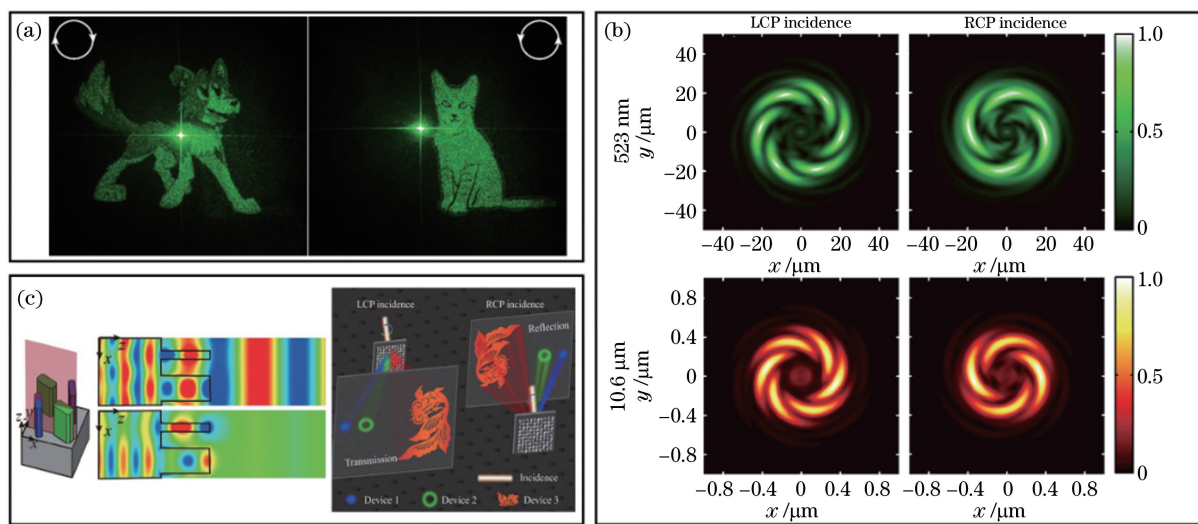 (a)
(b)
LCP incidence
RCP incidence
523 nm
y /μm
40
20
0
-20
-40
-40 -20 0 20 40
x /μm
-40 -20 0 20 40
x /μm
1.0
0.5
0
10.6 μm
y /μm
0.8
0.4
0
-0.4
-0.8
-0.8 -0.4 0 0.4 0.8
x /μm
-0.8 -0.4 0 0.4 0.8
x /μm
1.0
0.5
0
(c)
z
y
x
z
x
z
x
LCP incidence
RCP incidence
Reflection
Transmission
Incidence
Device 1
Device 2
Device 3